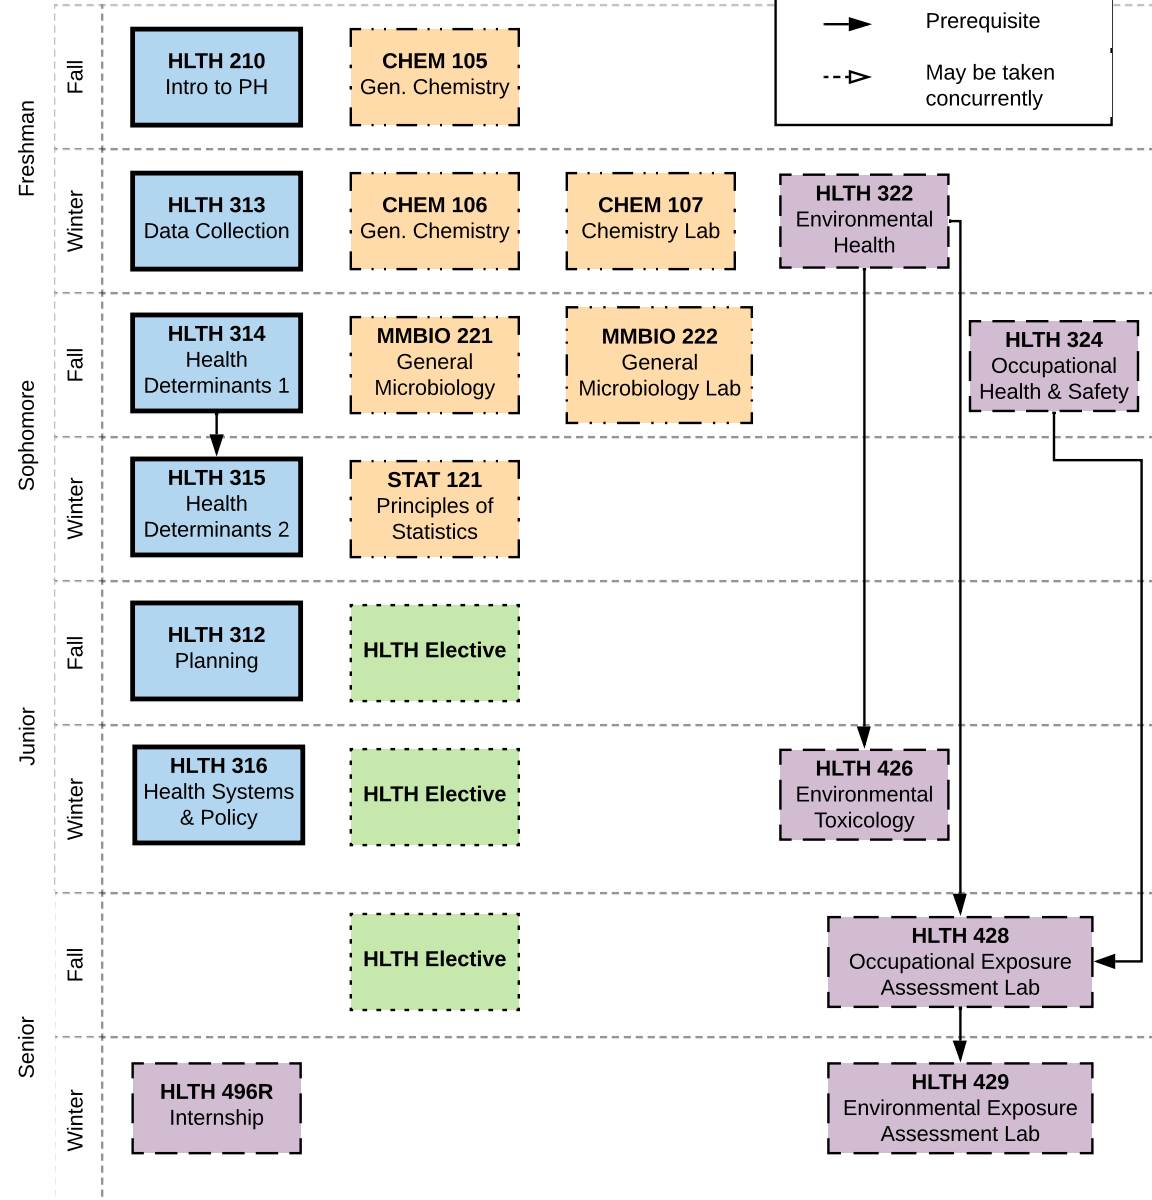 Prerequisite
May be taken
concurrently
Freshman
Fall
HLTH 210
Intro to PH
CHEM 105
Gen. Chemistry
Winter
HLTH 313
Data Collection
CHEM 106
Gen. Chemistry
CHEM 107
Chemistry Lab
HLTH 322
Environmental
Health
Sophomore
Fall
HLTH 314
Health
Determinants 1
MMBIO 221
General
Microbiology
MMBIO 222
General
Microbiology Lab
HLTH 324
Occupational
Health & Safety
Winter
HLTH 315
Health
Determinants 2
STAT 121
Principles of
Statistics
Junior
Fall
HLTH 312
Planning
HLTH Elective
Winter
HLTH 316
Health Systems
& Policy
HLTH Elective
HLTH 426
Environmental
Toxicology
Senior
Fall
HLTH Elective
HLTH 428
Occupational Exposure
Assessment Lab
Winter
HLTH 496R
Internship
HLTH 429
Environmental Exposure
Assessment Lab